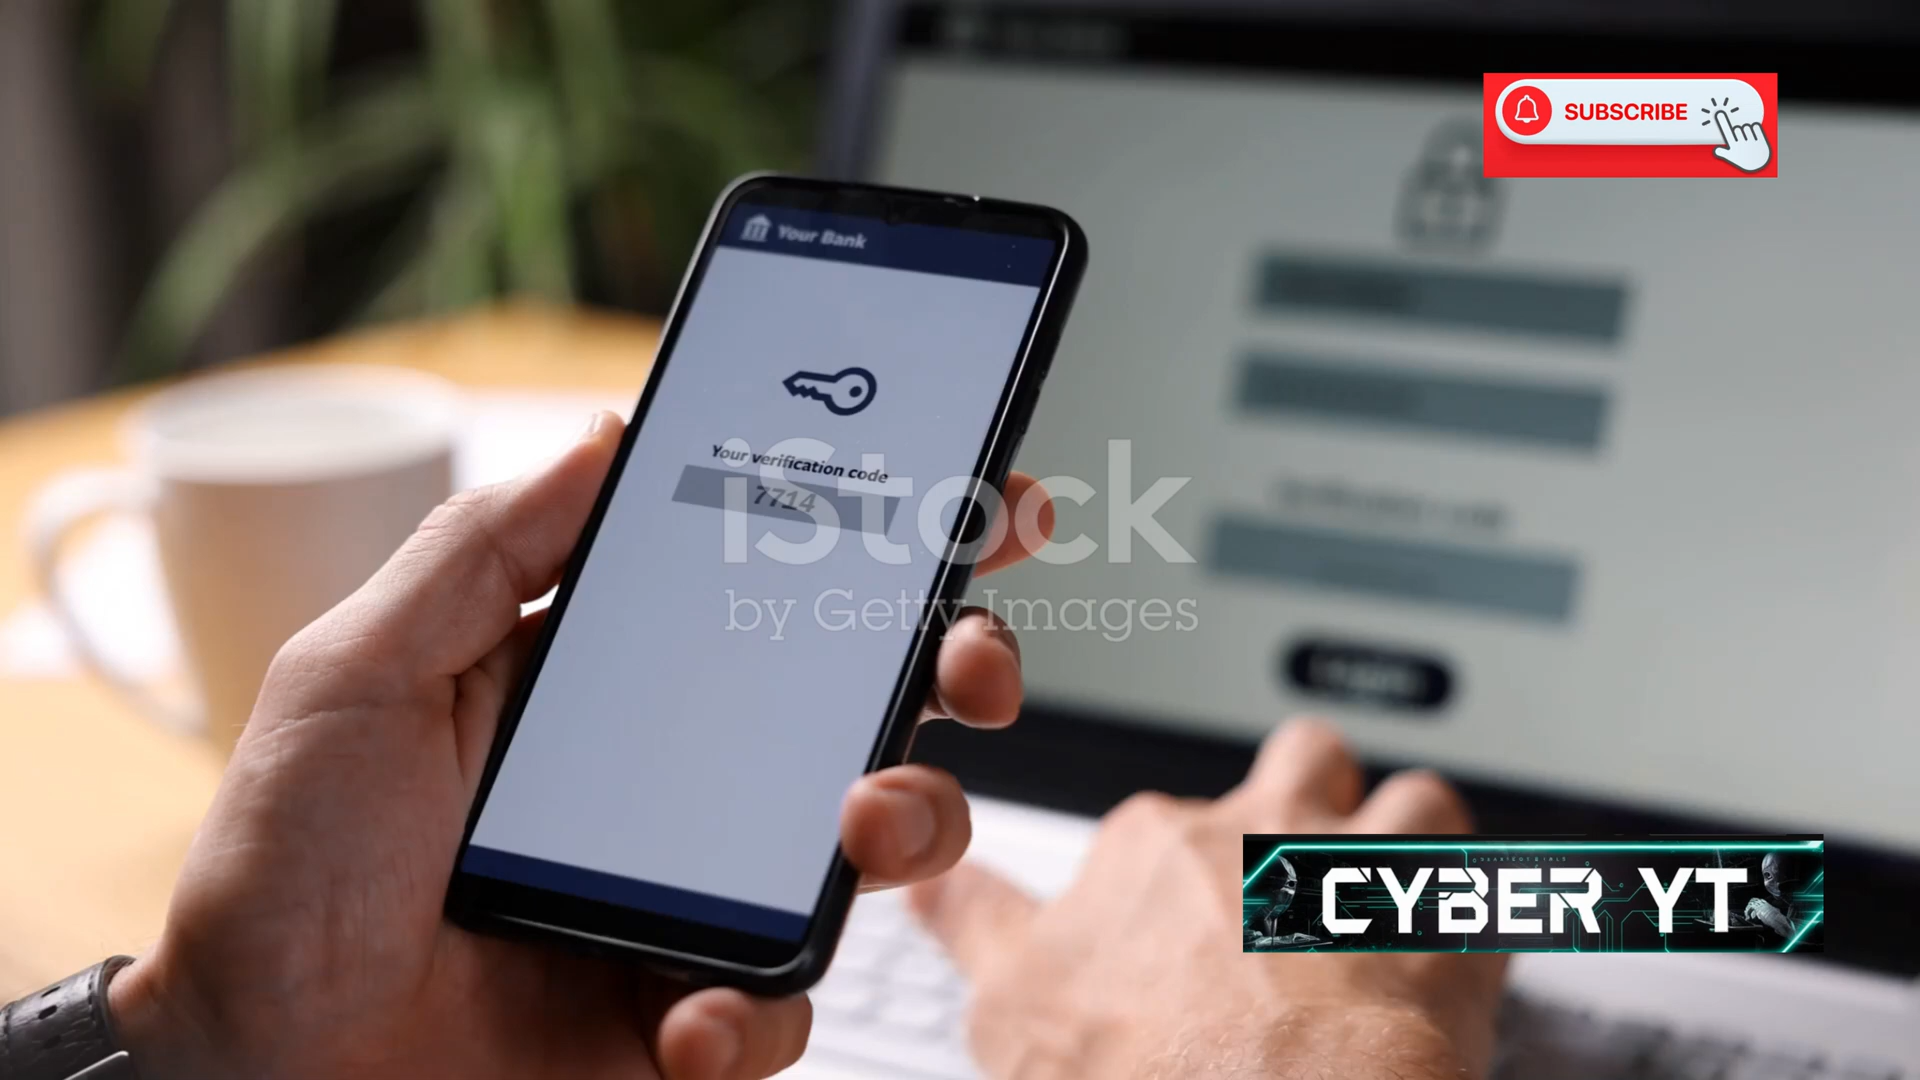 SUBSCRIBE
Your Bank
Your verification code
7714
iStock
by Getty Images
CYBER YT